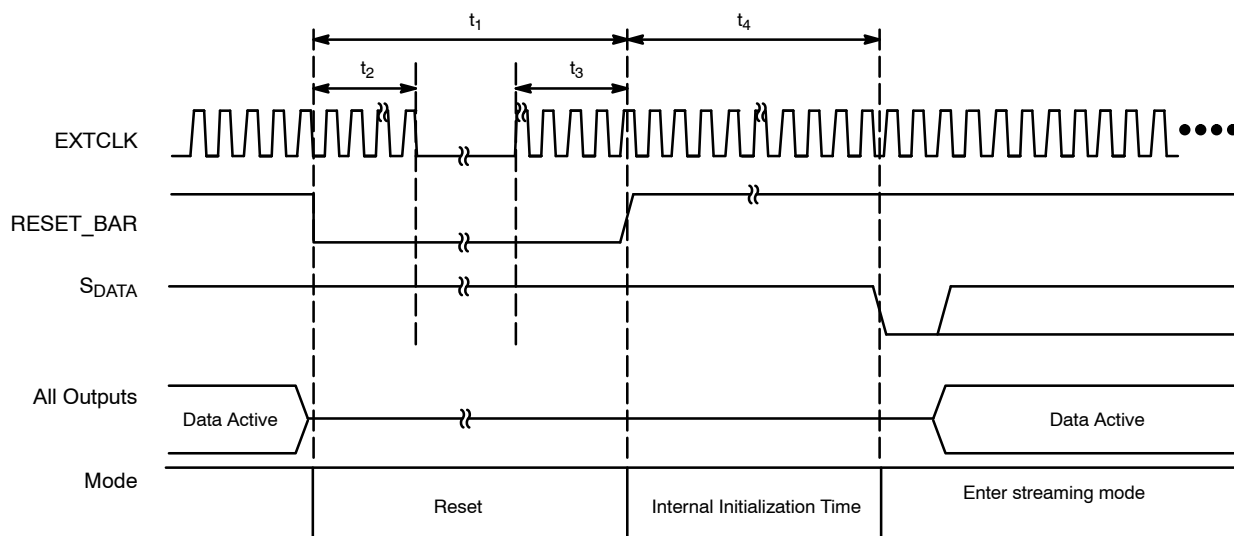 t1
t4
t2
t3
EXTCLK
RESET_BAR
SDATA
All Outputs
Data Active
Data Active
Mode
Reset
Internal Initialization Time
Enter streaming mode